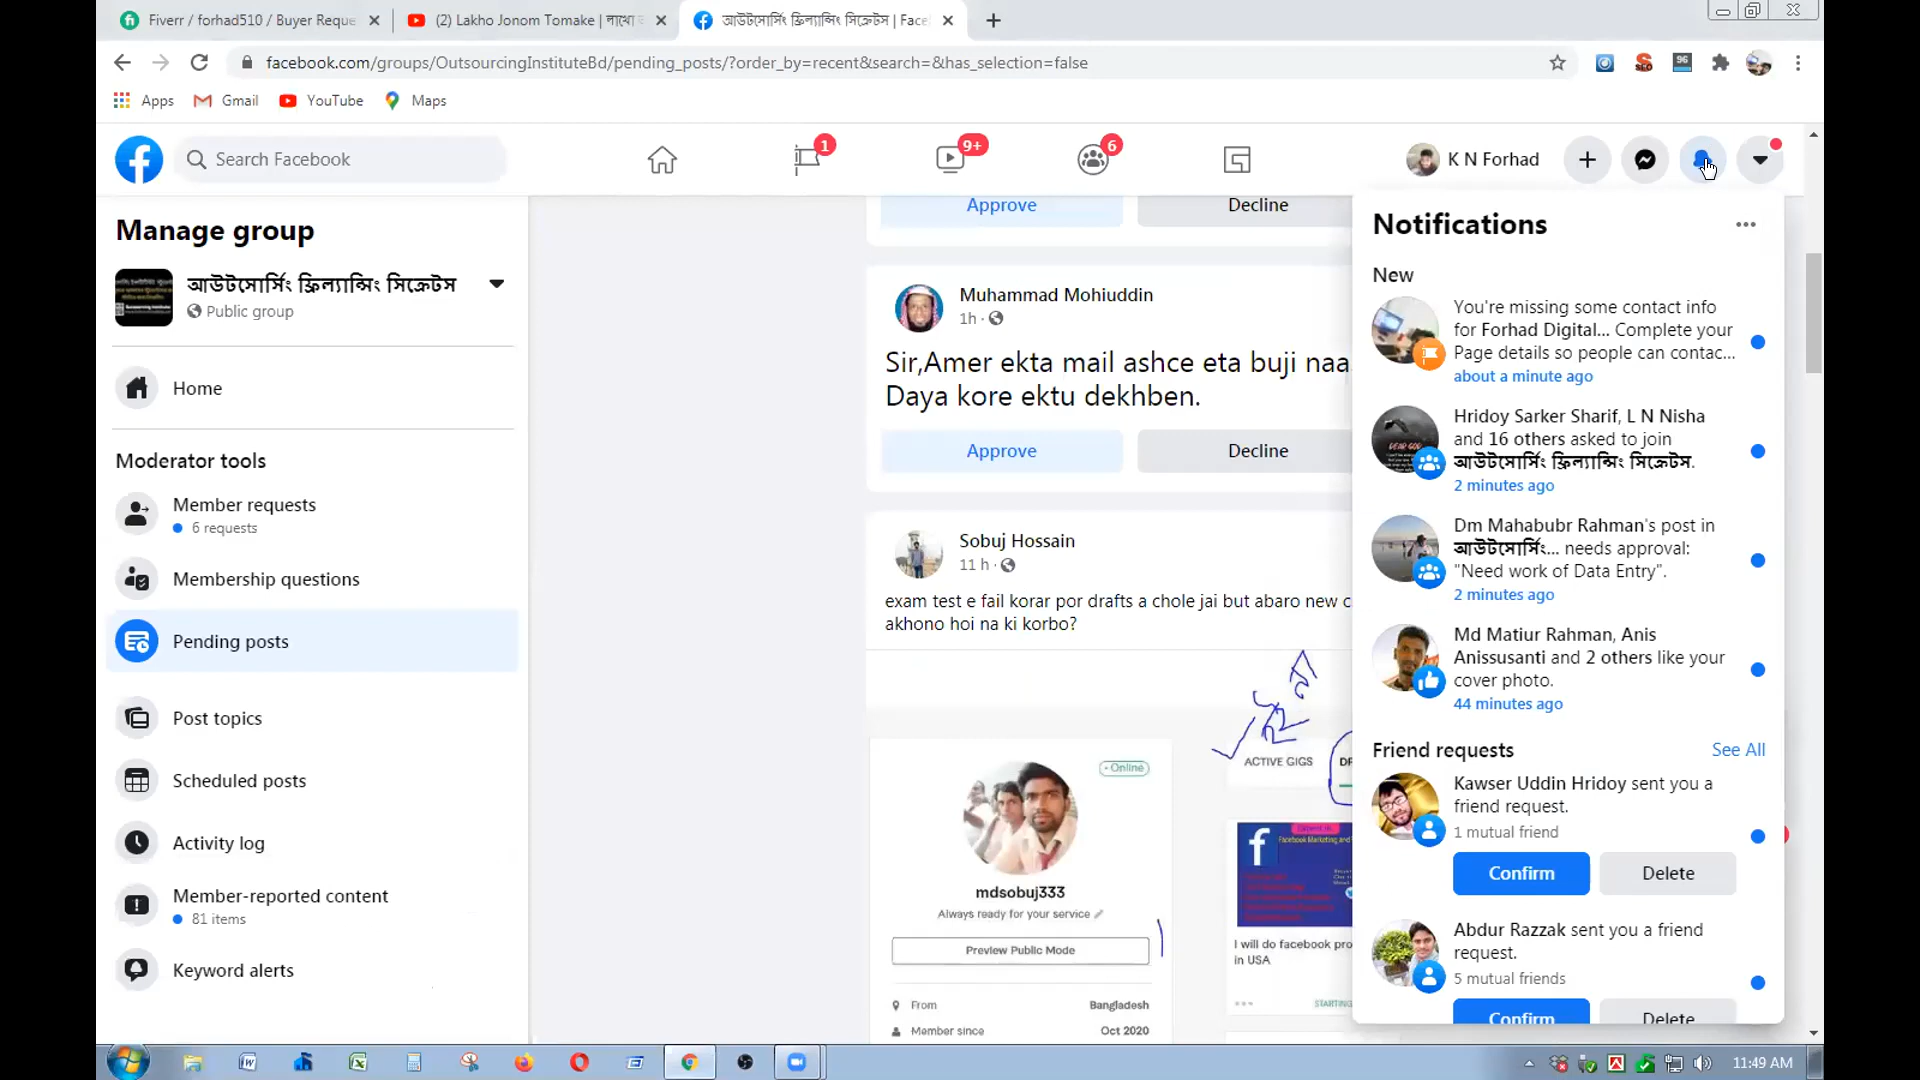 Fiverr / forhad510 / Buyer Reque
(2) Lakho Jonom Tomake | লাখো
আউটসোর্সিং ফ্রিল্যান্সিং সিক্রেটস | Face
facebook.com/groups/OutsourcingInstituteBd/pending_posts/?order_by=recent&search=&has_selection=false
96
Apps
Gmail
YouTube
Maps
Search Facebook
1
9+
6
K N Forhad
Manage group
আউটসোর্সিং ফ্রিল্যান্সিং সিক্রেটস
Public group
Home
Moderator tools
Member requests
6 requests
Membership questions
Pending posts
Post topics
Scheduled posts
Activity log
Member-reported content
81 items
Keyword alerts
Approve
Decline
Muhammad Mohiuddin
1h
Sir,Amer ekta mail ashce eta buji naa
Daya kore ektu dekhben.
Approve
Decline
Sobuj Hossain
11 h
exam test e fail korar por drafts a chole jai but abaro new c
akhono hoi na ki korbo?
Online
mdsobuj333
Always ready for your service
Preview Public Mode
From
Bangladesh
Member since
Oct 2020
ACTIVE GIGS
DR
Facebook Marketing and
I will do facebook pro
in USA
STARTING
Notifications
New
You're missing some contact info
for Forhad Digital... Complete your
Page details so people can contac...
about a minute ago
Hridoy Sarker Sharif, L N Nisha
and 16 others asked to join
আউটসোর্সিং ফ্রিল্যান্সিং সিক্রেটস.
2 minutes ago
Dm Mahabubr Rahman's post in
আউটসোর্সিং... needs approval:
"Need work of Data Entry".
2 minutes ago
Md Matiur Rahman, Anis
Anissusanti and 2 others like your
cover photo.
44 minutes ago
Friend requests
See All
Kawser Uddin Hridoy sent you a
friend request.
1 mutual friend
Confirm
Delete
Abdur Razzak sent you a friend
request.
5 mutual friends
Confirm
Delete
11:49 AM